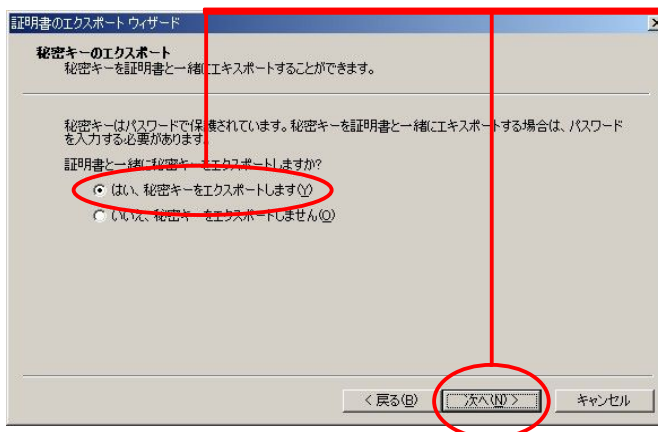 証明書のエクスポート ウィザード
秘密キーのエクスポート
秘密キーを証明書と一緒にエキスポートすることができます。
秘密キーはパスワードで保護されています。秘密キーを証明書と一緒にエキスポートする場合は、パスワード
を入力する必要があります。
証明書と一緒に秘密キーをエクスポートしますか?
はい、秘密キーをエクスポートします(Y)
いいえ、秘密キーをエクスポートしません(O)
< 戻る(B)
次へ(N) >
キャンセル